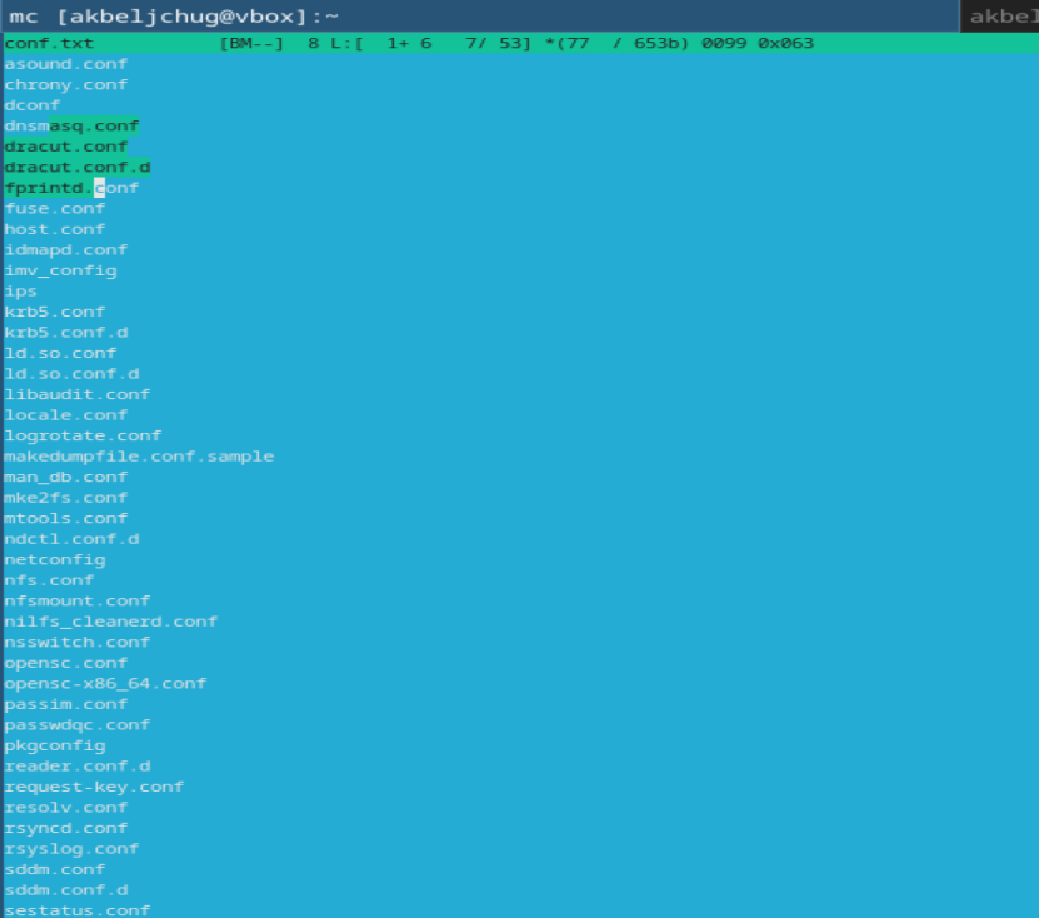 mc [akbeljchug@vbox]:~ akbel
conf.txt [BM--] 8 L:[ 1+ 6 7/ 53] *(77 / 653b) 0099 0x063
asound.conf
chrony.conf
dconf
dnsmasq.conf
dracut.conf
dracut.conf.d
fprintd.conf
fuse.conf
host.conf
idmapd.conf
imv_config
ips
krb5.conf
krb5.conf.d
ld.so.conf
ld.so.conf.d
libaudit.conf
locale.conf
logrotate.conf
makedumpfile.conf.sample
man_db.conf
mke2fs.conf
mtools.conf
ndctl.conf.d
netconfig
nfs.conf
nfsmount.conf
nilfs_cleanerd.conf
nsswitch.conf
opensc.conf
opensc-x86_64.conf
passim.conf
passwdqc.conf
pkgconfig
reader.conf.d
request-key.conf
resolv.conf
rsyncd.conf
rsyslog.conf
sddm.conf
sddm.conf.d
sestatus.conf